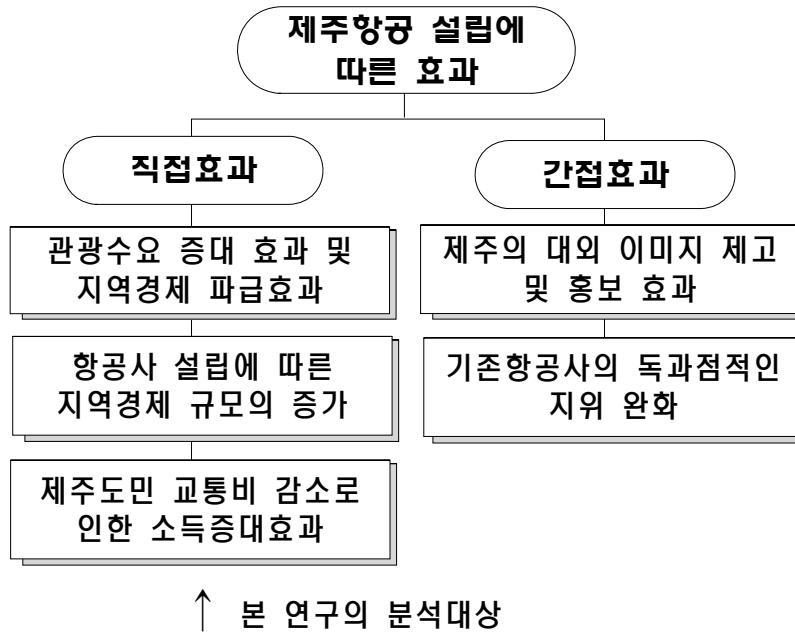 제주항공 설립에
따른 효과
직접효과
관광수요 증대 효과 및
지역경제 파급효과
항공사 설립에 따른
지역경제 규모의 증가
제주도민 교통비 감소로
인한 소득증대효과
간접효과
제주의 대외 이미지 제고
및 홍보 효과
기존항공사의 독과점적인
지위 완화
↑ 본 연구의 분석대상